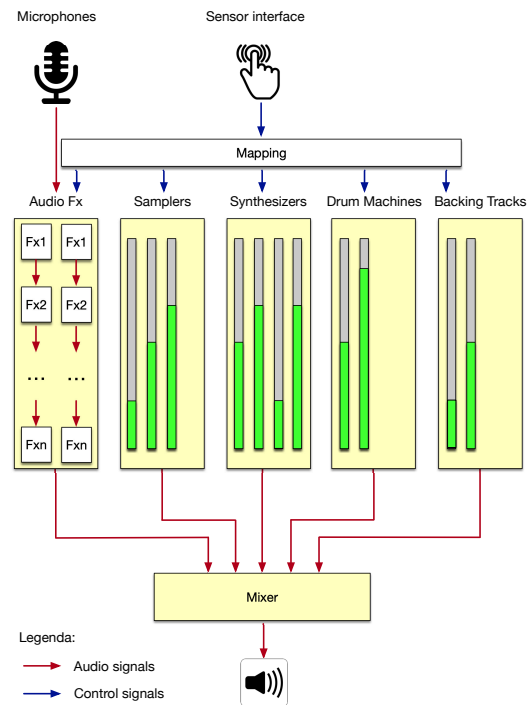 Microphones
Sensor interface
Mapping
Audio Fx
Samplers
Synthesizers
Drum Machines
Backing Tracks
Fx1
Fx1
Fx2
Fx2
...
...
Fxn
Fxn
Mixer
Legenda:
Audio signals
Control signals